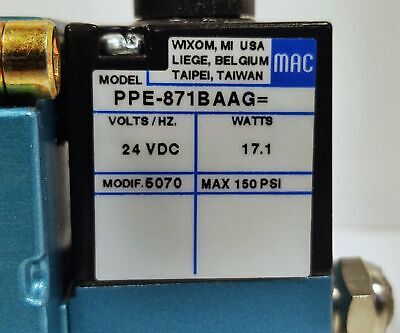 WIXOM, MI USA
LIEGE, BELGIUM
TAIPEI, TAIWAN
MAC
MODEL
PPE-871BAAG=
VOLTS/HZ. WATTS
24 VDC 17.1
MODIF. 5070 MAX 150 PSI